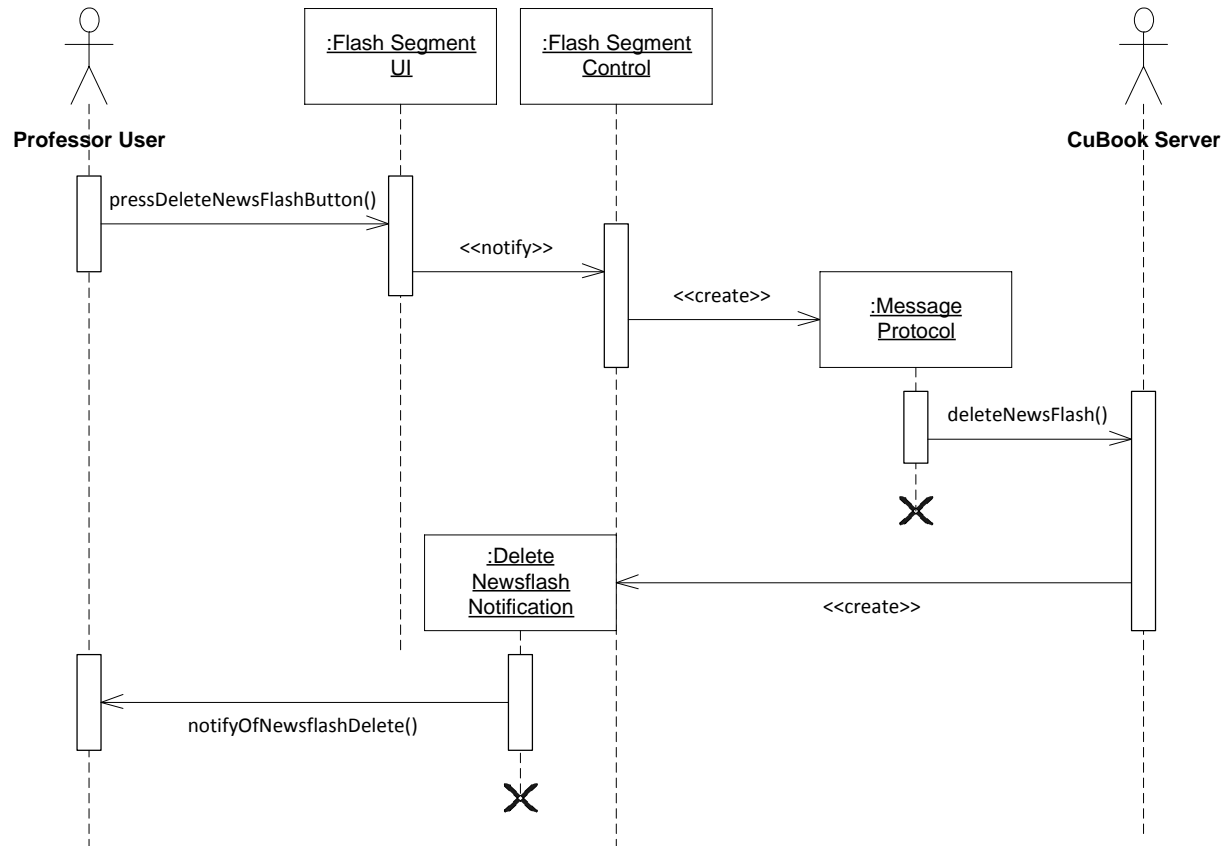 :Flash Segment
UI
:Flash Segment
Control
Professor User
CuBook Server
pressDeleteNewsFlashButton()
<<notify>>
<<create>>
:Message
Protocol
deleteNewsFlash()
:Delete
Newsflash
Notification
<<create>>
notifyOfNewsflashDelete()